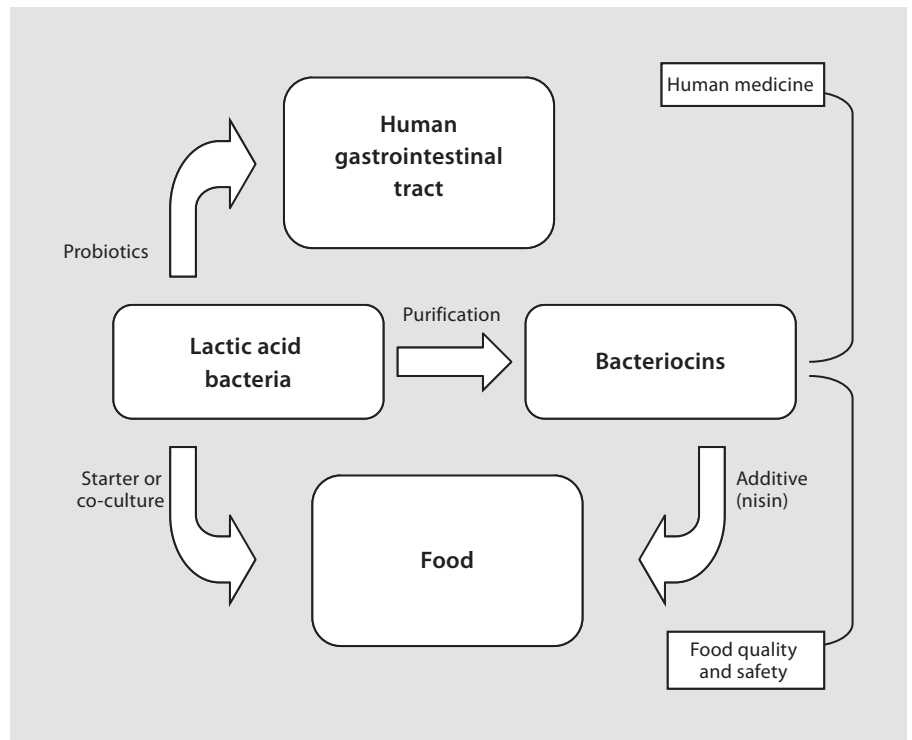 Human medicine
Human
gastrointestinal
tract
Probiotics
Purification
Lactic acid
bacteria
Bacteriocins
Starter or
co-culture
Additive
(nisin)
Food
Food quality
and safety